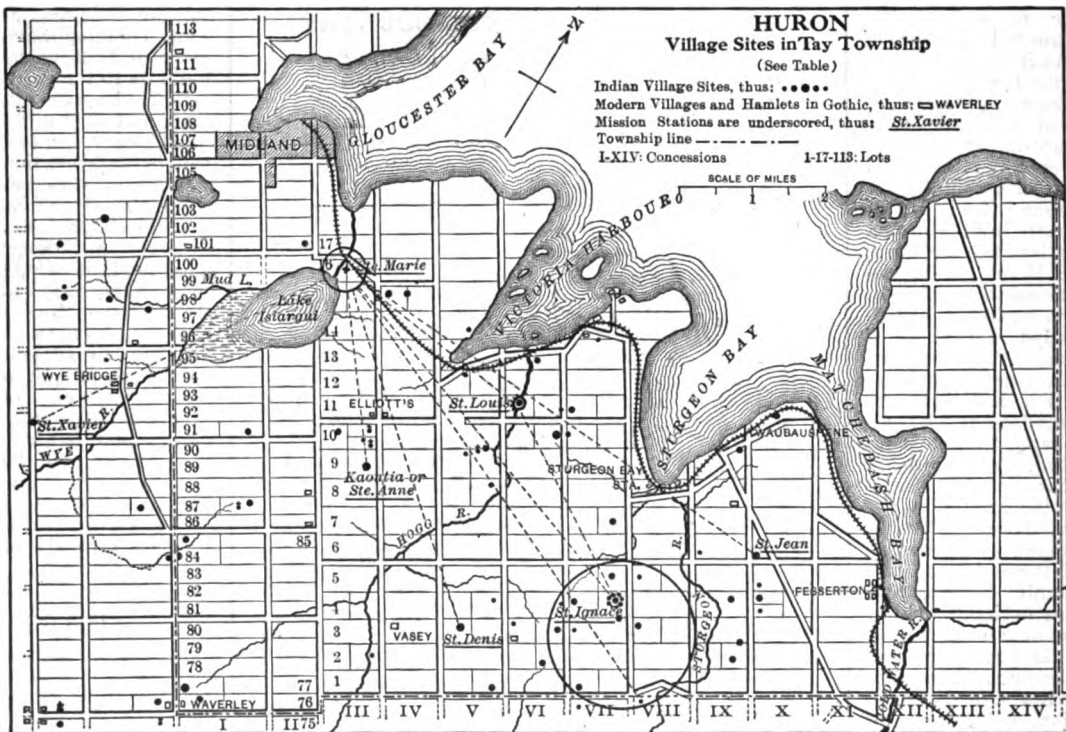 HURON
Village Sites in Tay Township
(See Table)
Indian Village Sites, thus:
Modern Villages and Hamlets in Gothic, thus: WAVERLEY
Mission Stations are underscored, thus: St. Xavier
Township line
I-XIV: Concessions 1-17-113: Lots
SCALE OF MILES
0 1 2
N
GLOUCESTER BAY
VICTORIA HARBOUR
STURGEON BAY
MATCHEDASH BAY
113
111
110
109
108
107
106
105
103
102
101
100
99
98
97
96
95
94
93
92
91
90
89
88
87
86
85
84
83
82
81
80
79
78
77
76
75
MIDLAND
17
Ste. Marie
Mud L.
Lake
Isiargui
14
13
12
11
10
9
8
7
6
5
4
3
2
1
WYE BRIDGE
St. Xavier
WYE R.
ELLIOTT'S
St. Louis
Kaotia or
Ste. Anne
HOGG R.
STURGEON BAY
STA.
WAUBAUSHENE
St. Jean
FESSERTON
St. Ignace
VASEY
St. Denis
STURGEON R.
COLDWATER R.
WAVERLEY
I II III IV V VI VII VIII IX X XI XII XIII XIV